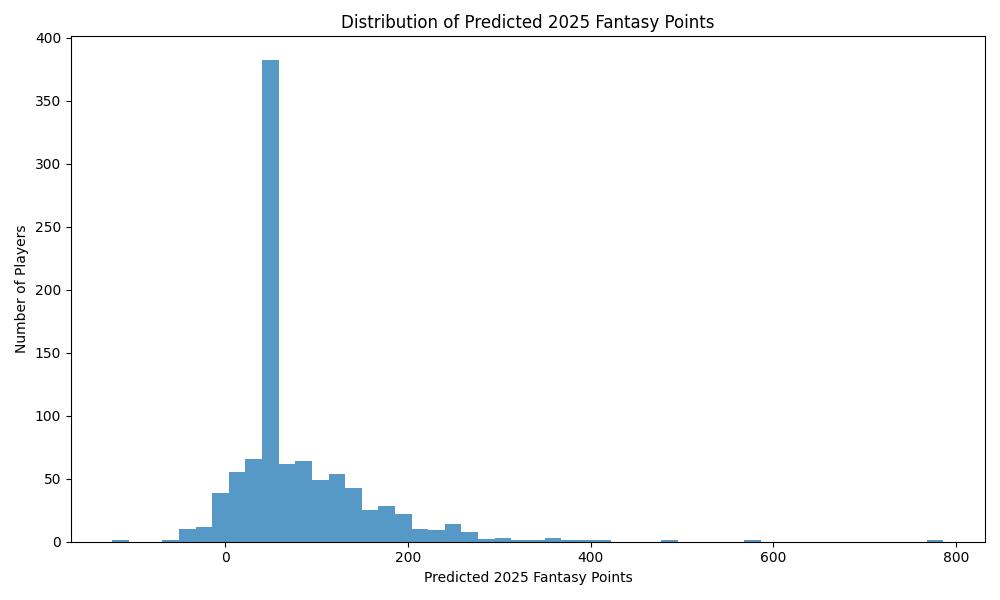 Distribution of Predicted 2025 Fantasy Points
400
350
300
250
200
150
100
50
0
Number of Players
0 200 400 600 800
Predicted 2025 Fantasy Points